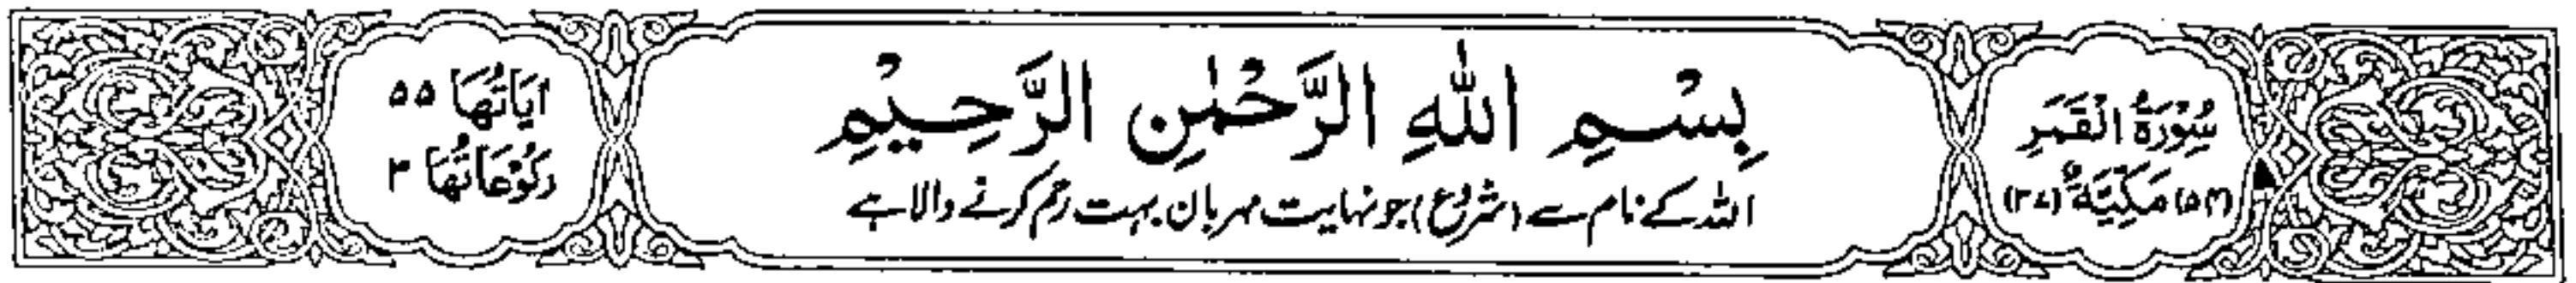 سُوْرَةُ الْقَمَرِ
(۵۴) مَكِّيَّةٌ (۳۷)
بِسْمِ اللهِ الرَّحْمٰنِ الرَّحِيْمِ
اللہ کے نام سے (شروع) جو نہایت مہربان بہت رحم کرنے والا ہے
اٰیَاتُهَا ۵۵
رُكُوْعَاتُهَا ۳